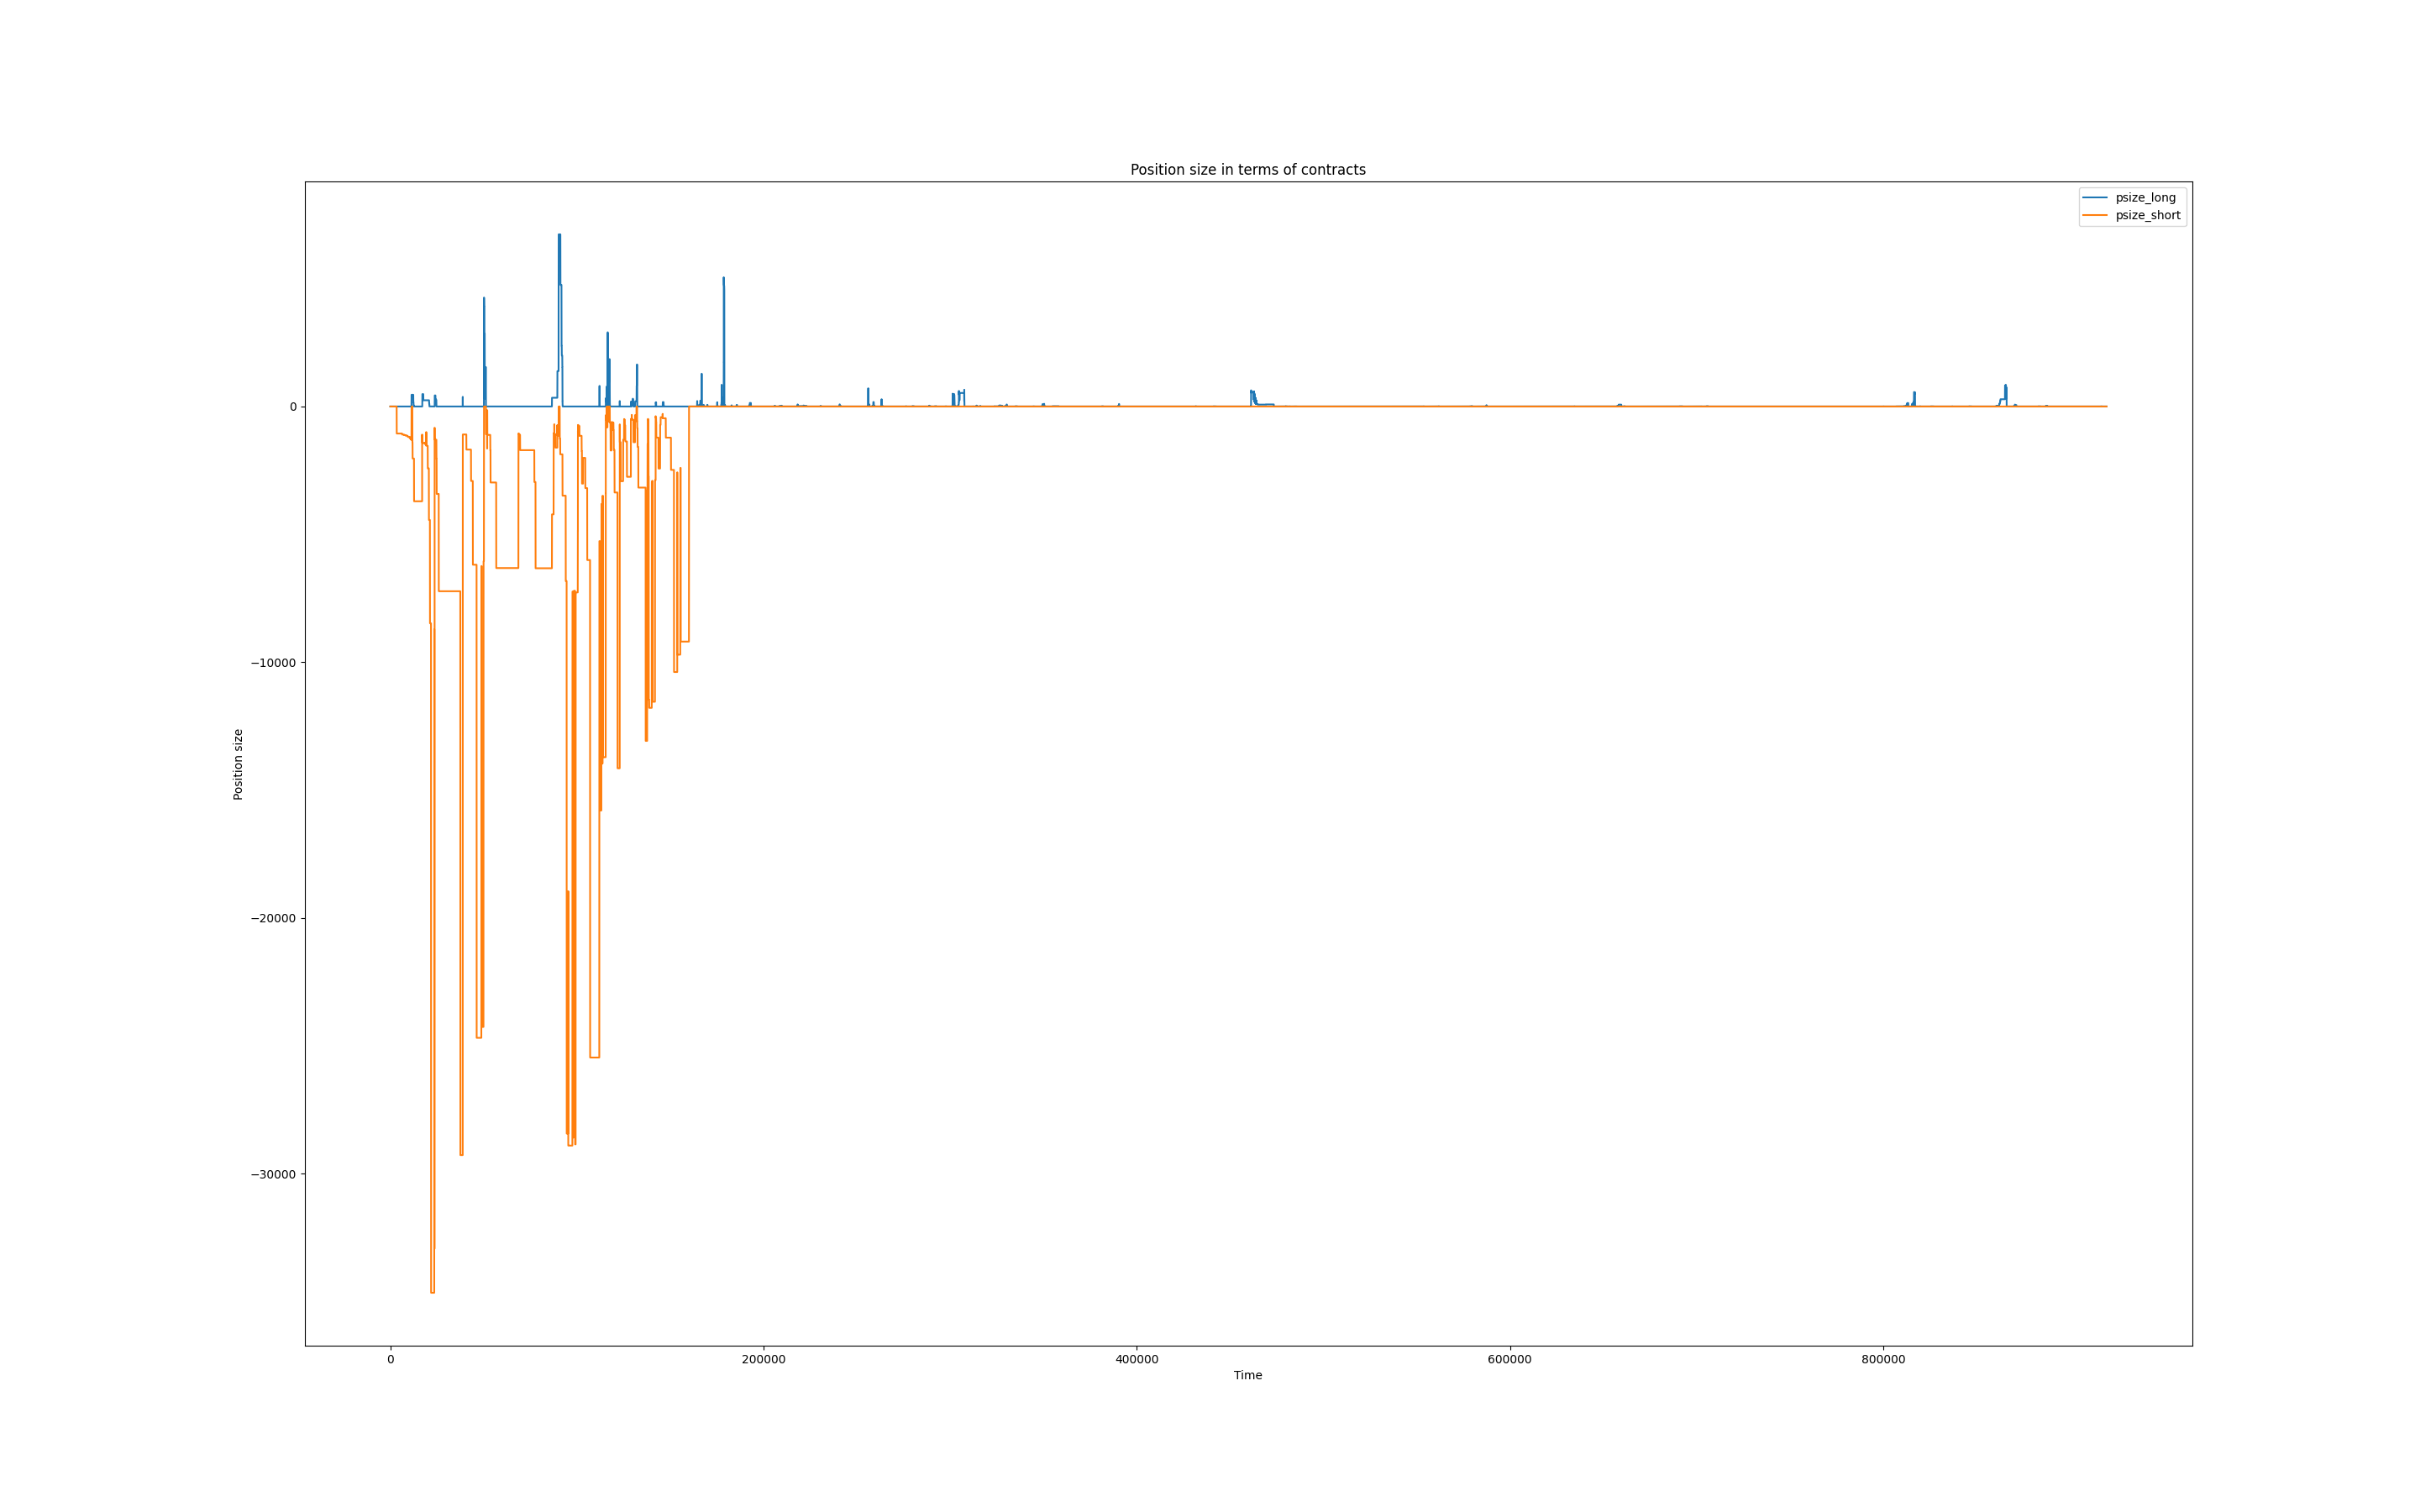 Position size in terms of contracts
psize_long
psize_short
0
−10000
−20000
−30000
Position size
0
200000
400000
600000
800000
Time